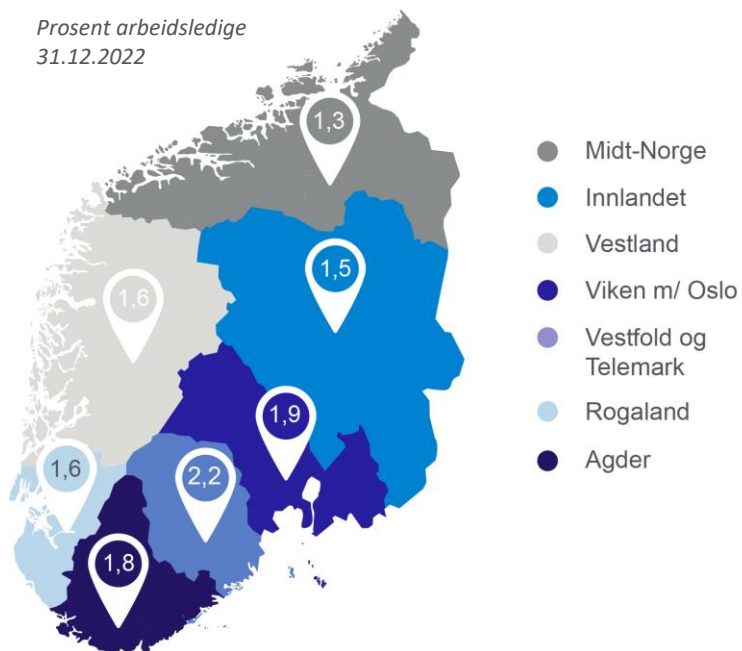 Prosent arbeidsledige
31.12.2022
1,3
1,5
1,6
1,9
1,6
2,2
1,8
Midt-Norge
Innlandet
Vestland
Viken m/ Oslo
Vestfold og
Telemark
Rogaland
Agder